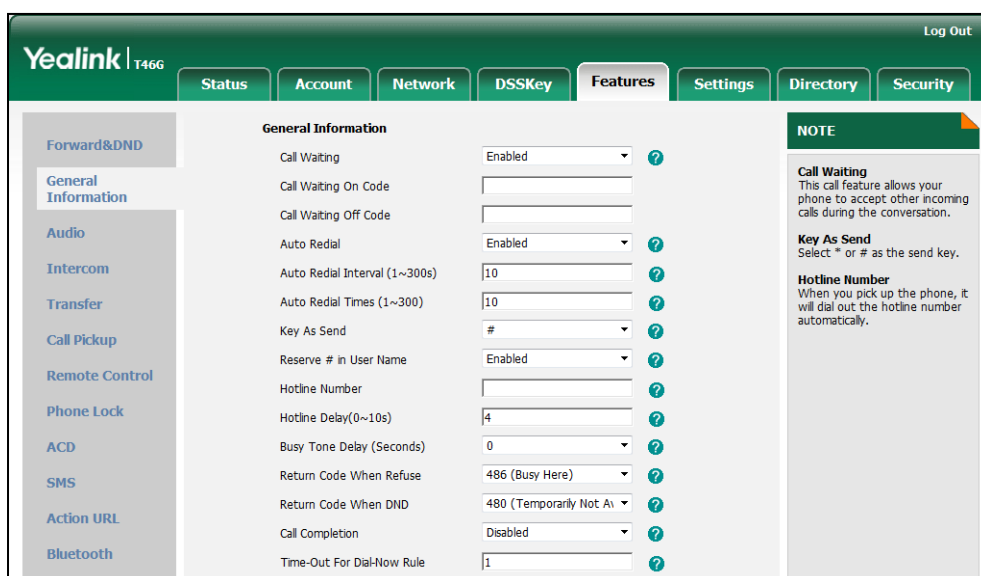 Log Out
Yealink T46G
Status Account Network DSSKey Features Settings Directory Security
Forward&DND
General
Information
Audio
Intercom
Transfer
Call Pickup
Remote Control
Phone Lock
ACD
SMS
Action URL
Bluetooth
General Information
Call Waiting Enabled ?
Call Waiting On Code
Call Waiting Off Code
Auto Redial Enabled ?
Auto Redial Interval (1~300s) 10 ?
Auto Redial Times (1~300) 10 ?
Key As Send # ?
Reserve # in User Name Enabled ?
Hotline Number ?
Hotline Delay(0~10s) 4 ?
Busy Tone Delay (Seconds) 0 ?
Return Code When Refuse 486 (Busy Here) ?
Return Code When DND 480 (Temporarily Not Av ?
Call Completion Disabled ?
Time-Out For Dial-Now Rule 1 ?
NOTE
Call Waiting
This call feature allows your
phone to accept other incoming
calls during the conversation.
Key As Send
Select * or # as the send key.
Hotline Number
When you pick up the phone, it
will dial out the hotline number
automatically.